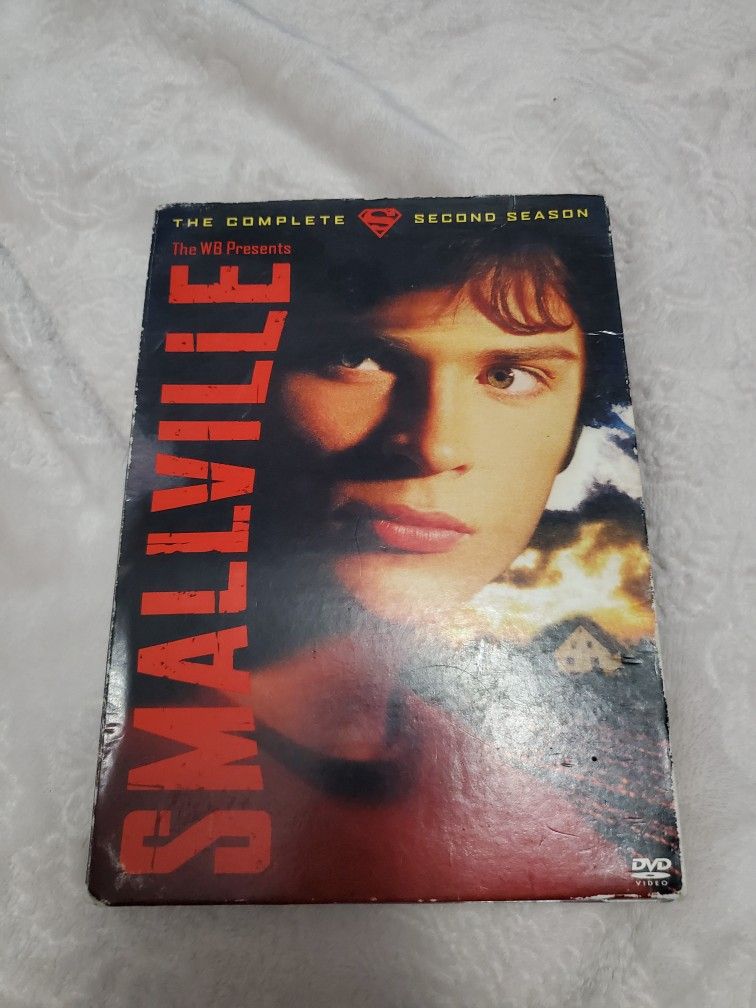 THE COMPLETE S SECOND SEASON
The WB Presents
SMALLVILLE
DVD
VIDEO